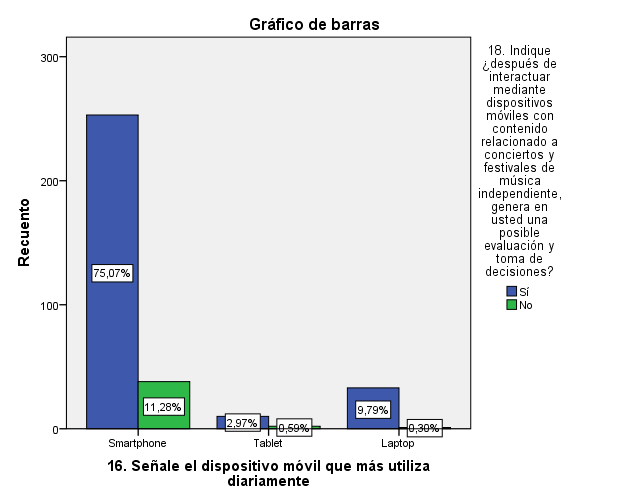 Gráfico de barras
300
200
100
0
Recuento
75,07%
11,28%
2,97%
0,59%
9,79%
0,30%
Smartphone
Tablet
Laptop
16. Señale el dispositivo móvil que más utiliza
diariamente
18. Indique
¿después de
interactuar
mediante
dispositivos
móviles con
contenido
relacionado a
conciertos y
festivales de
música
independiente,
genera en
usted una
posible
evaluación y
toma de
decisiones?
Sí
No